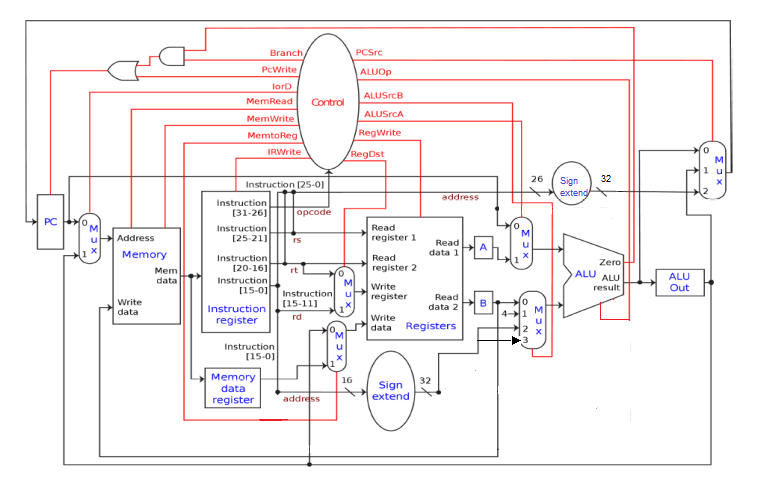 Branch
PcWrite
IorD
MemRead
MemWrite
MemtoReg
IRWrite
Control
PCSrc
ALUOp
ALUSrcB
ALUSrcA
RegWrite
RegDst
Instruction [25-0]
address
26
Sign
extend
32
0
1
2
Mux
PC
0
1
Mux
Address
Memory
Mem
data
Write
data
Instruction
[31-26]
opcode
Instruction
[25-21]
rs
Instruction
[20-16]
rt
Instruction
[15-0]
Instruction
register
Instruction
[15-11]
rd
Instruction
[15-0]
Memory
data
register
0
1
Mux
0
1
Mux
Read
register 1
Read
register 2
Write
register
Write
data
Read
data 1
Read
data 2
Registers
A
B
0
1
Mux
4
0
1
2
3
Mux
Zero
ALU
ALU
result
ALU
Out
address
16
Sign
extend
32